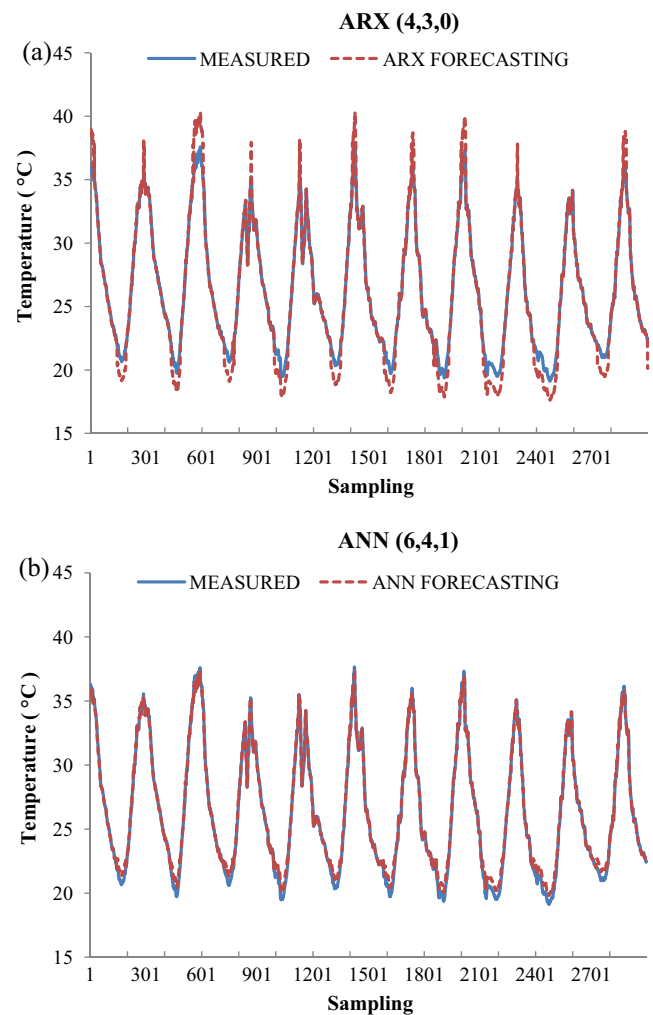 ARX (4,3,0)
(a)
MEASURED ARX FORECASTING
45
40
35
30
25
20
15
Temperature ( °C )
1 301 601 901 1201 1501 1801 2101 2401 2701
Sampling
ANN (6,4,1)
(b)
MEASURED ANN FORECASTING
45
40
35
30
25
20
15
Temperature ( °C )
1 301 601 901 1201 1501 1801 2101 2401 2701
Sampling